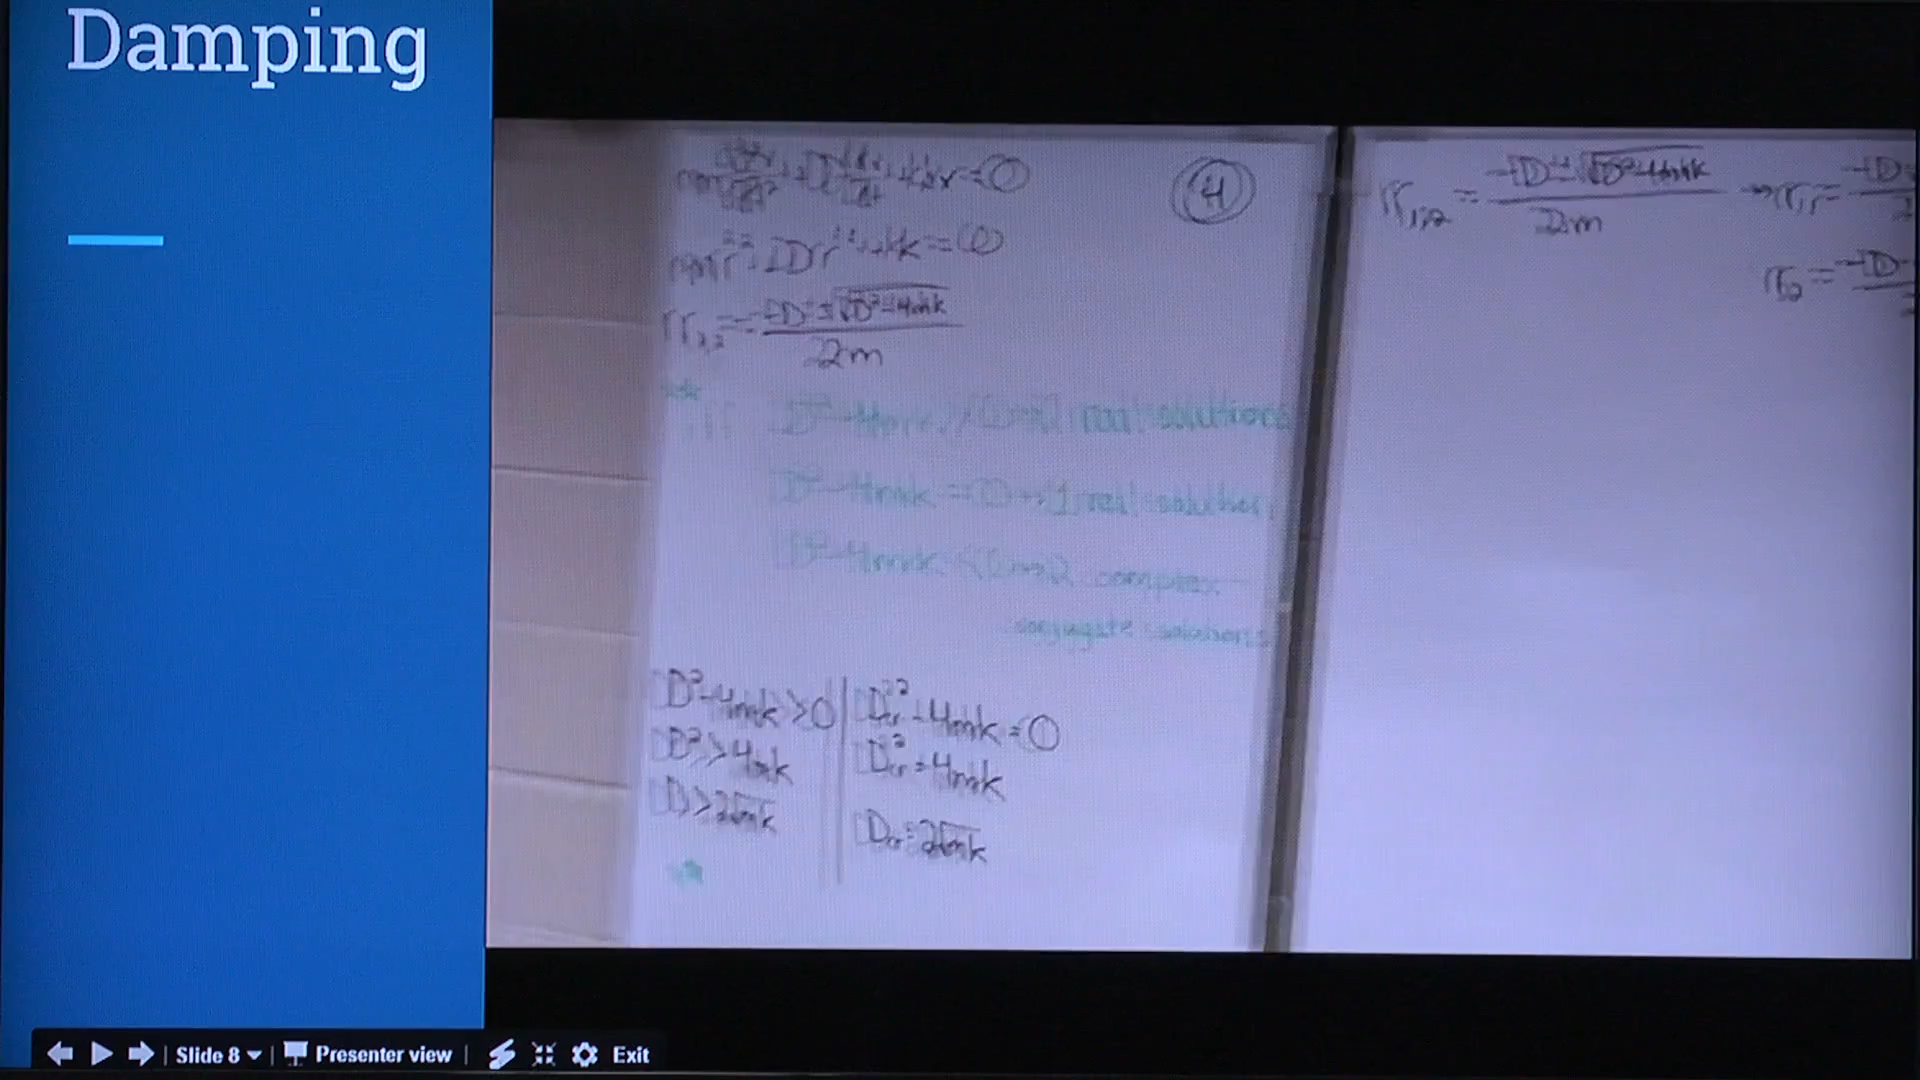 Damping
m d²x/dt² + D dx/dt + kx = 0
④
mr² + Dr + k = 0
r₁,₂ = (-D ± √(D² - 4mk)) / 2m
* if D² - 4mk > 0 → 2 real solutions
D² - 4mk = 0 → 1 real solution
D² - 4mk < 0 → 2 complex
conjugate solutions
D² - 4mk > 0
D² > 4mk
D > 2√mk
*
Dcr² - 4mk = 0
Dcr² = 4mk
Dcr = 2√mk
r₁,₂ = (-D ± √(D² - 4mk)) / 2m → r₁ = -D
r₂ = -D
Slide 8
Presenter view
Exit